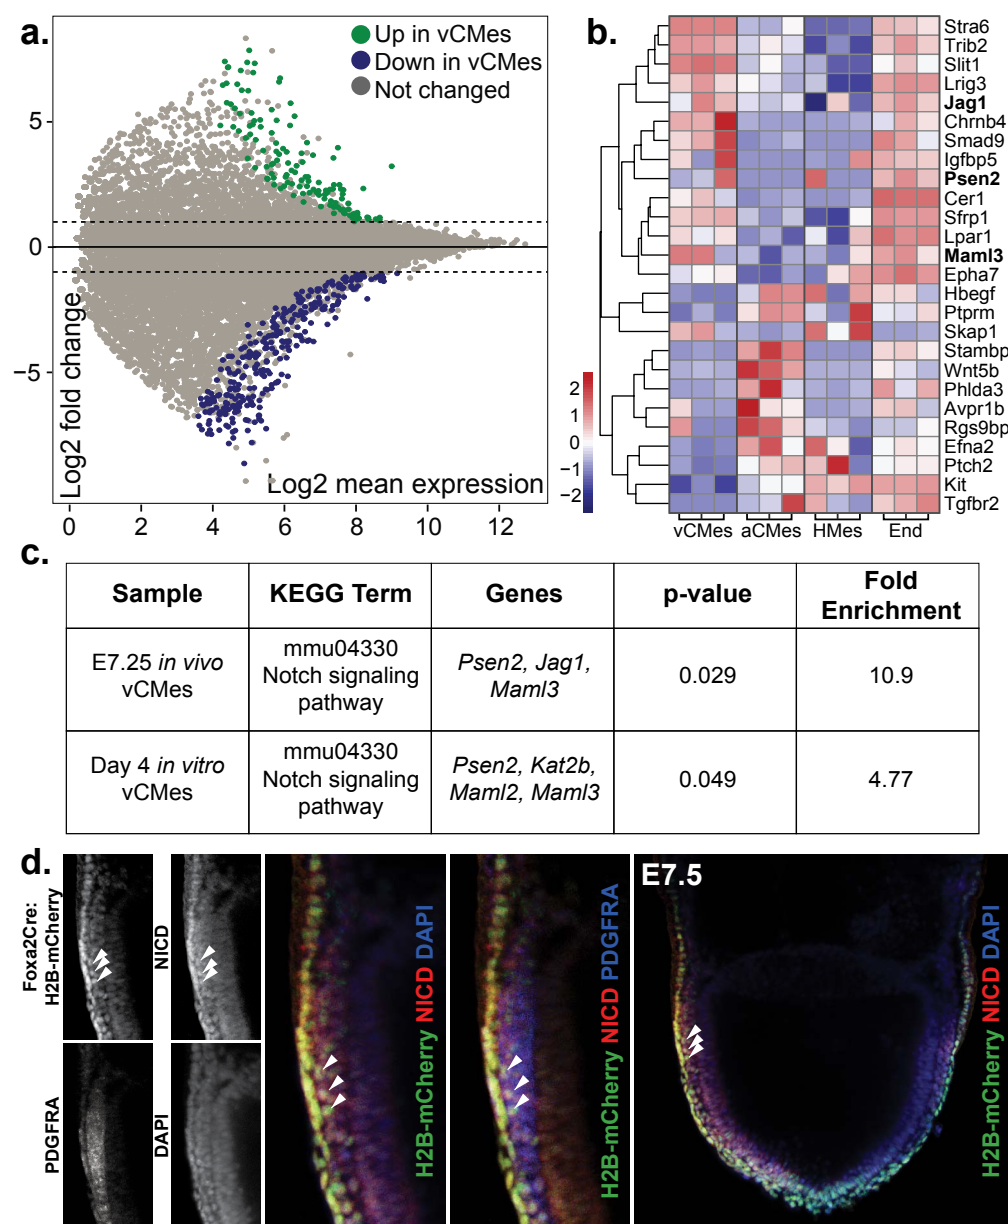 a.
Up in vCMes
Down in vCMes
Not changed
5
0
−5
Log2 fold change
Log2 mean expression
0 2 4 6 8 10 12
b.
Stra6
Trib2
Slit1
Lrig3
Jag1
Chrnb4
Smad9
Igfbp5
Psen2
Cer1
Sfrp1
Lpar1
Maml3
Epha7
Hbegf
Ptprm
Skap1
Stambp
Wnt5b
Phlda3
Avpr1b
Rgs9bp
Efna2
Ptch2
Kit
Tgfbr2
2
1
0
−1
−2
vCMes aCMes HMes End
c.
Sample KEGG Term Genes p-value Fold
Enrichment
E7.25 in vivo
vCMes
mmu04330
Notch signaling
pathway
Psen2, Jag1,
Maml3
0.029
10.9
Day 4 in vitro
vCMes
mmu04330
Notch signaling
pathway
Psen2, Kat2b,
Maml2, Maml3
0.049
4.77
d.
Foxa2Cre:
H2B-mCherry
NICD
PDGFRA
DAPI
H2B-mCherry NICD DAPI
H2B-mCherry NICD PDGFRA
E7.5
H2B-mCherry NICD DAPI